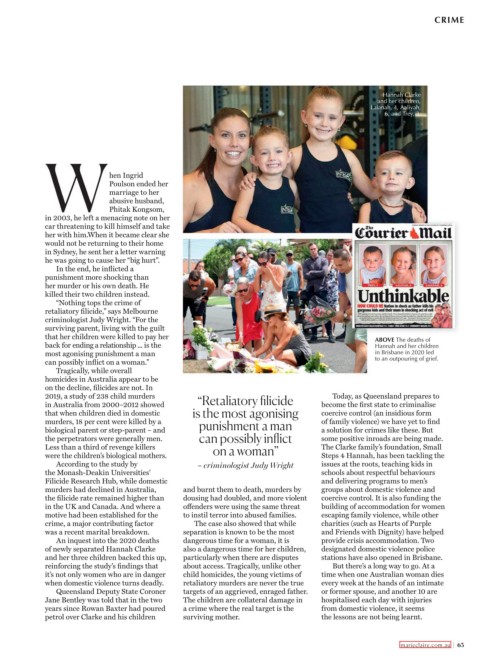 CRIME
Hannah Clarke
and her children,
Laianah, 4, Aaliyah,
6, and Trey, 
The
Courier Mail
Unthinkable
ABOVE The deaths of
Hannah and her children
in Brisbane in 2020 led
to an outpouring of grief.
When Ingrid
Poulson ended her
marriage to her
abusive husband,
Phitak Kongsom,
in 2003, he left a menacing note on her
car threatening to kill himself and take
her with him.When it became clear she
would not be returning to their home
in Sydney, he sent her a letter warning
he was going to cause her “big hurt”.
In the end, he inflicted a
punishment more shocking than
her murder or his own death. He
killed their two children instead.
“Nothing tops the crime of
retaliatory filicide,” says Melbourne
criminologist Judy Wright. “For the
surviving parent, living with the guilt
that her children were killed to pay her
back for ending a relationship ... is the
most agonising punishment a man
can possibly inflict on a woman.”
Tragically, while overall
homicides in Australia appear to be
on the decline, filicides are not. In
2019, a study of 238 child murders
in Australia from 2000–2012 showed
that when children died in domestic
murders, 18 per cent were killed by a
biological parent or step-parent – and
the perpetrators were generally men.
Less than a third of revenge killers
were the children’s biological mothers.
According to the study by
the Monash-Deakin Universities’
Filicide Research Hub, while domestic
murders had declined in Australia,
the filicide rate remained higher than
in the UK and Canada. And where a
motive had been established for the
crime, a major contributing factor
was a recent marital breakdown.
An inquest into the 2020 deaths
of newly separated Hannah Clarke
and her three children backed this up,
reinforcing the study’s findings that
it’s not only women who are in danger
when domestic violence turns deadly.
Queensland Deputy State Coroner
Jane Bentley was told that in the two
years since Rowan Baxter had poured
petrol over Clarke and his children
“Retaliatory filicide
is the most agonising
punishment a man
can possibly inflict
on a woman”
– criminologist Judy Wright
and burnt them to death, murders by
dousing had doubled, and more violent
offenders were using the same threat
to instil terror into abused families.
The case also showed that while
separation is known to be the most
dangerous time for a woman, it is
also a dangerous time for her children,
particularly when there are disputes
about access. Tragically, unlike other
child homicides, the young victims of
retaliatory murders are never the true
targets of an aggrieved, enraged father.
The children are collateral damage in
a crime where the real target is the
surviving mother.
Today, as Queensland prepares to
become the first state to criminalise
coercive control (an insidious form
of family violence) we have yet to find
a solution for crimes like these. But
some positive inroads are being made.
The Clarke family’s foundation, Small
Steps 4 Hannah, has been tackling the
issues at the roots, teaching kids in
schools about respectful behaviours
and delivering programs to men’s
groups about domestic violence and
coercive control. It is also funding the
building of accommodation for women
escaping family violence, while other
charities (such as Hearts of Purple
and Friends with Dignity) have helped
provide crisis accommodation. Two
designated domestic violence police
stations have also opened in Brisbane.
But there’s a long way to go. At a
time when one Australian woman dies
every week at the hands of an intimate
or former spouse, and another 10 are
hospitalised each day with injuries
from domestic violence, it seems
the lessons are not being learnt.
marieclaire.com.au | 65